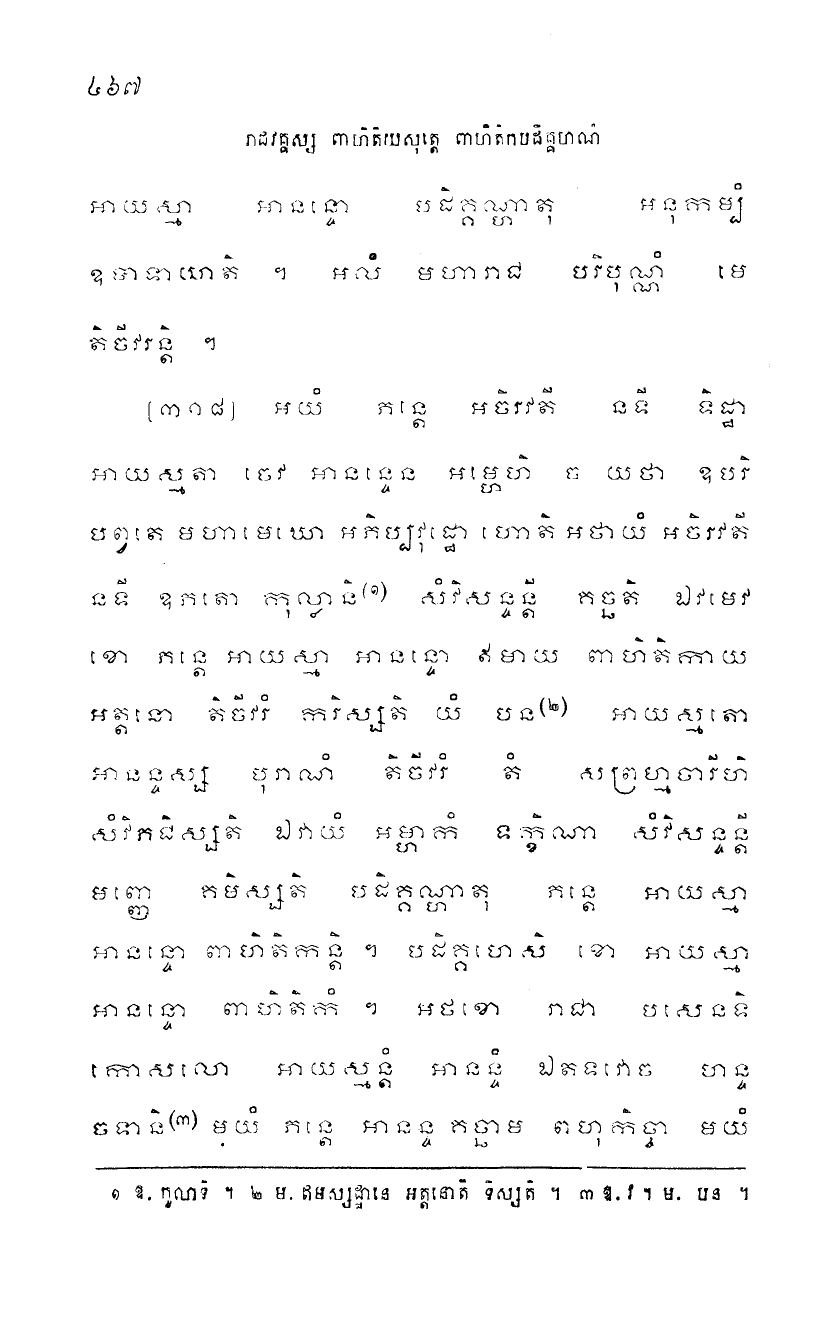 ៤៦៧
រាជវគ្គស្ស ពាហិតិយសុត្តេ ពាហិតិកបដិគ្គហណំ
អាយស្មា អានន្ទោ បដិគ្គណ្ហាតុ អនុកម្បំ
ឧបាទាយាតិ ។ អលំ មហារាជ បរិបុណ្ណំ មេ
តិចីវរន្តិ ។
[៣១៨] អយំ ភន្តេ អចិរវតី នទី ទិដ្ឋា
អាយស្មតា ចេវ អានន្ទេន អម្ហេហិ ច យថា ឧបរិ
បព្វតេ មហាមេឃោ អភិប្បវុដ្ឋោ ហោតិ អថាយំ អចិរវតី
នទី ឧភតោ កុលានិ(១) សំវិសន្ទន្តី គច្ឆតិ ឯវមេវ
ខោ ភន្តេ អាយស្មា អានន្ទោ ឥមាយ ពាហិតិកាយ
អត្តនោ តិចីវរំ ករិស្សតិ យំ បន(២) អាយស្មតោ
អានន្ទស្ស បុរាណំ តិចីវរំ តំ សព្រហ្មចារីហិ
សំវិភជិស្សតិ ឯវាយំ អម្ហាកំ ទក្ខិណា សំវិសន្ទន្តី
មញ្ញេ គមិស្សតិ បដិគ្គណ្ហាតុ ភន្តេ អាយស្មា
អានន្ទោ ពាហិតិកន្តិ ។ បដិគ្គហេសិ ខោ អាយស្មា
អានន្ទោ ពាហិតិកំ ។ អថខោ រាជា បសេនទិ
កោសលោ អាយស្មន្តំ អានន្ទំ ឯតទវោច ហន្ទ
ចទានិ(៣) មយំ ភន្តេ អានន្ទ គច្ឆាម ពហុកិច្ចា មយំ
១ ឱ. កូលាទិ ។ ២ ម. ឥមស្សដ្ឋានេ អត្តនោតិ ទិស្សតិ ។ ៣ ឱ. វ ។ ម. បន ។